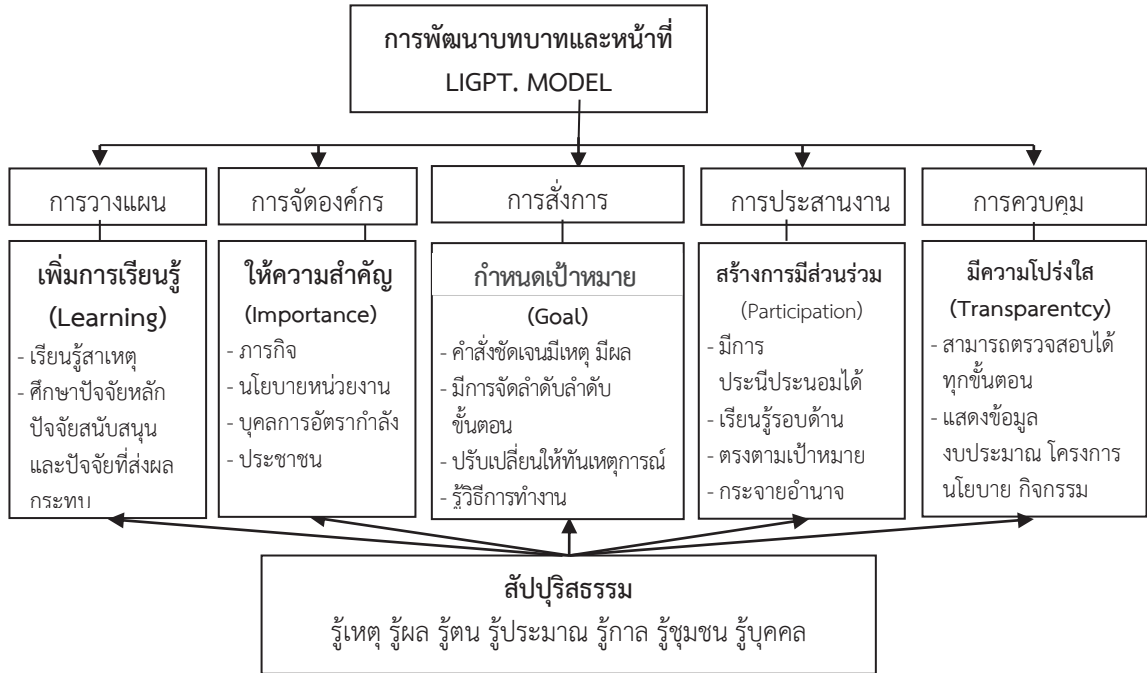 การพัฒนาบทบาทและหน้าที่
LIGPT. MODEL
การวางแผน
การจัดองค์กร
การสั่งการ
การประสานงาน
การควบคุม
เพิ่มการเรียนรู้
(Learning)
- เรียนรู้สาเหตุ
- ศึกษาปัจจัยหลัก
ปัจจัยสนับสนุน
และปัจจัยที่ส่งผล
กระทบ
ให้ความสำคัญ
(Importance)
- ภารกิจ
- นโยบายหน่วยงาน
- บุคลการอัตรากำลัง
- ประชาชน
กำหนดเป้าหมาย
(Goal)
- คำสั่งชัดเจนมีเหตุ มีผล
- มีการจัดลำดับลำดับ
ขั้นตอน
- ปรับเปลี่ยนให้ทันเหตุการณ์
- รู้วิธีการทำงาน
สร้างการมีส่วนร่วม
(Participation)
- มีการ
ประนีประนอมได้
- เรียนรู้รอบด้าน
- ตรงตามเป้าหมาย
- กระจายอำนาจ
มีความโปร่งใส
(Transparentcy)
- สามารถตรวจสอบได้
ทุกขั้นตอน
- แสดงข้อมูล
งบประมาณ โครงการ
นโยบาย กิจกรรม
สัปปุริสธรรม
รู้เหตุ รู้ผล รู้ตน รู้ประมาณ รู้กาล รู้ชุมชน รู้บุคคล